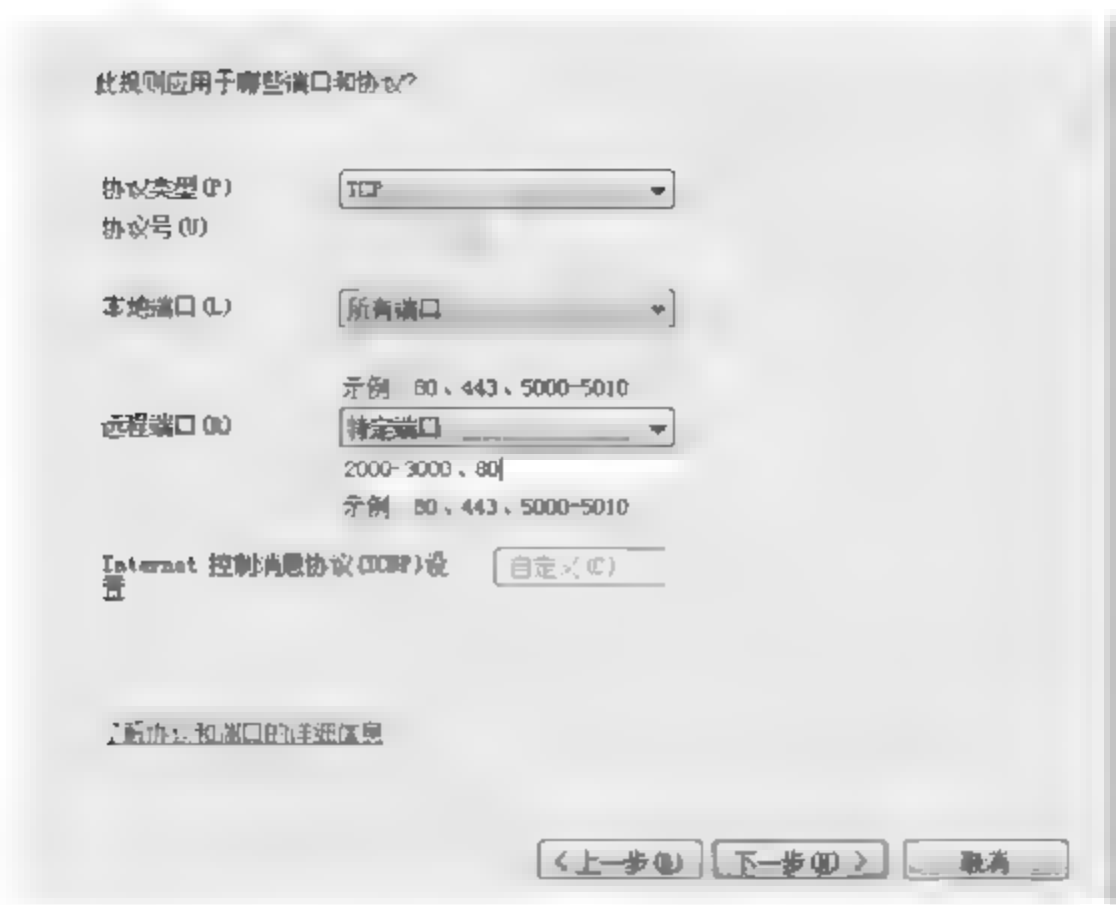 此规则应用于哪些端口和协议?
协议类型(P) TCP
协议号(U)
本地端口(L) 所有端口
示例 80、443、5000-5010
远程端口(R) 特定端口
2000-3000、80
示例 80、443、5000-5010
Internet 控制消息协议(ICMP)设
置 自定义(C)
了解协议和端口的详细信息
<上一步(B) 下一步(N)> 取消